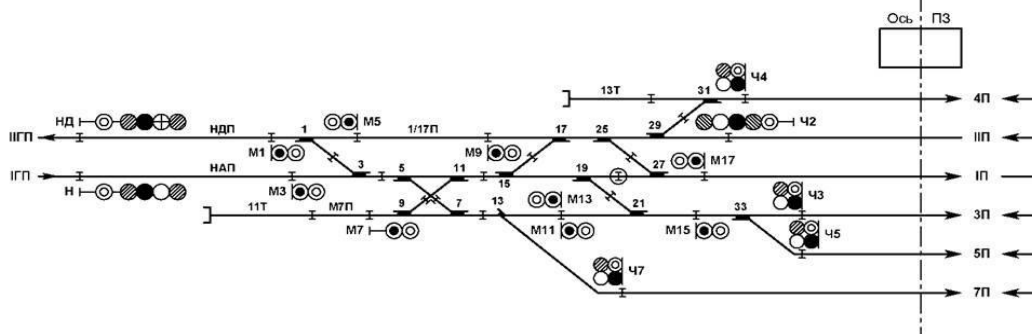 Ось ПЗ
13Т
31
Ч4
4П
НД
НДП
1
М5
1/17П
17
25
29
Ч2
IIГП
IIП
М1
М9
М17
IГП
НАП
3
5
11
15
19
27
IП
Н
М3
М13
Ч3
11Т
М7П
9
7
13
21
33
3П
М7
М11
М15
Ч5
5П
Ч7
7П